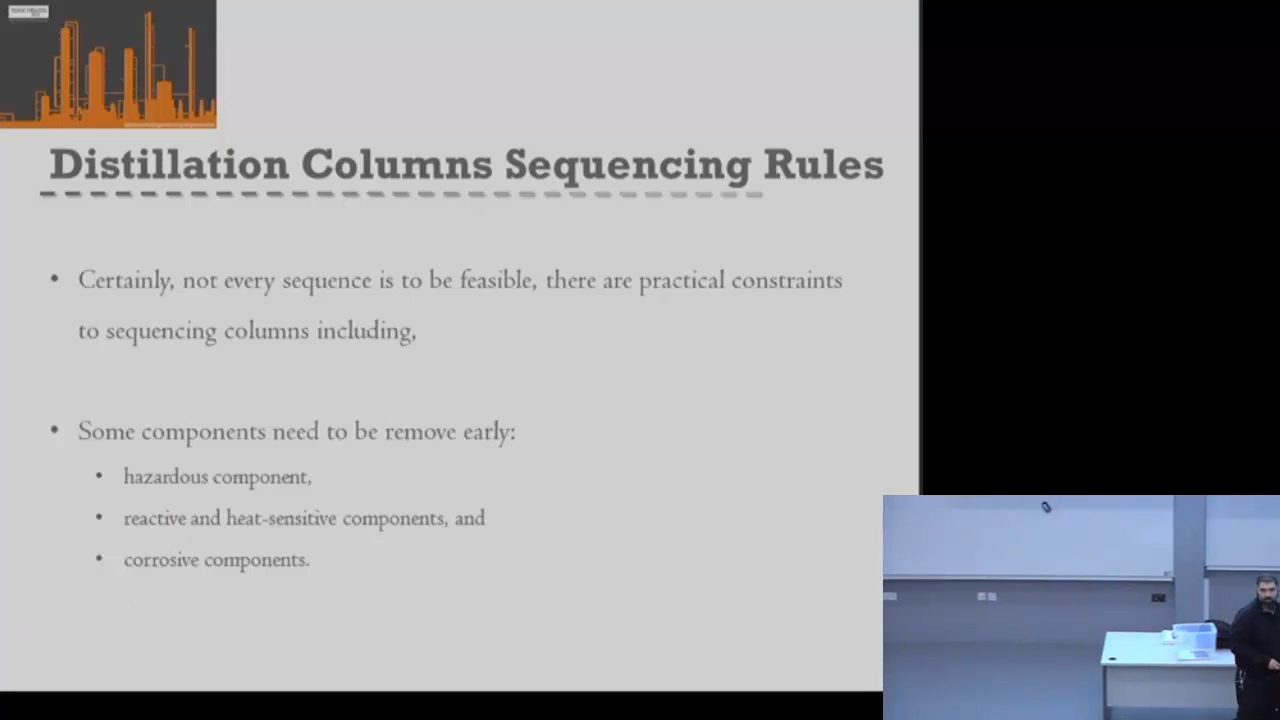 Distillation Columns Sequencing Rules
• Certainly, not every sequence is to be feasible, there are practical constraints
to sequencing columns including,
• Some components need to be remove early:
• hazardous component,
• reactive and heat-sensitive components, and
• corrosive components.